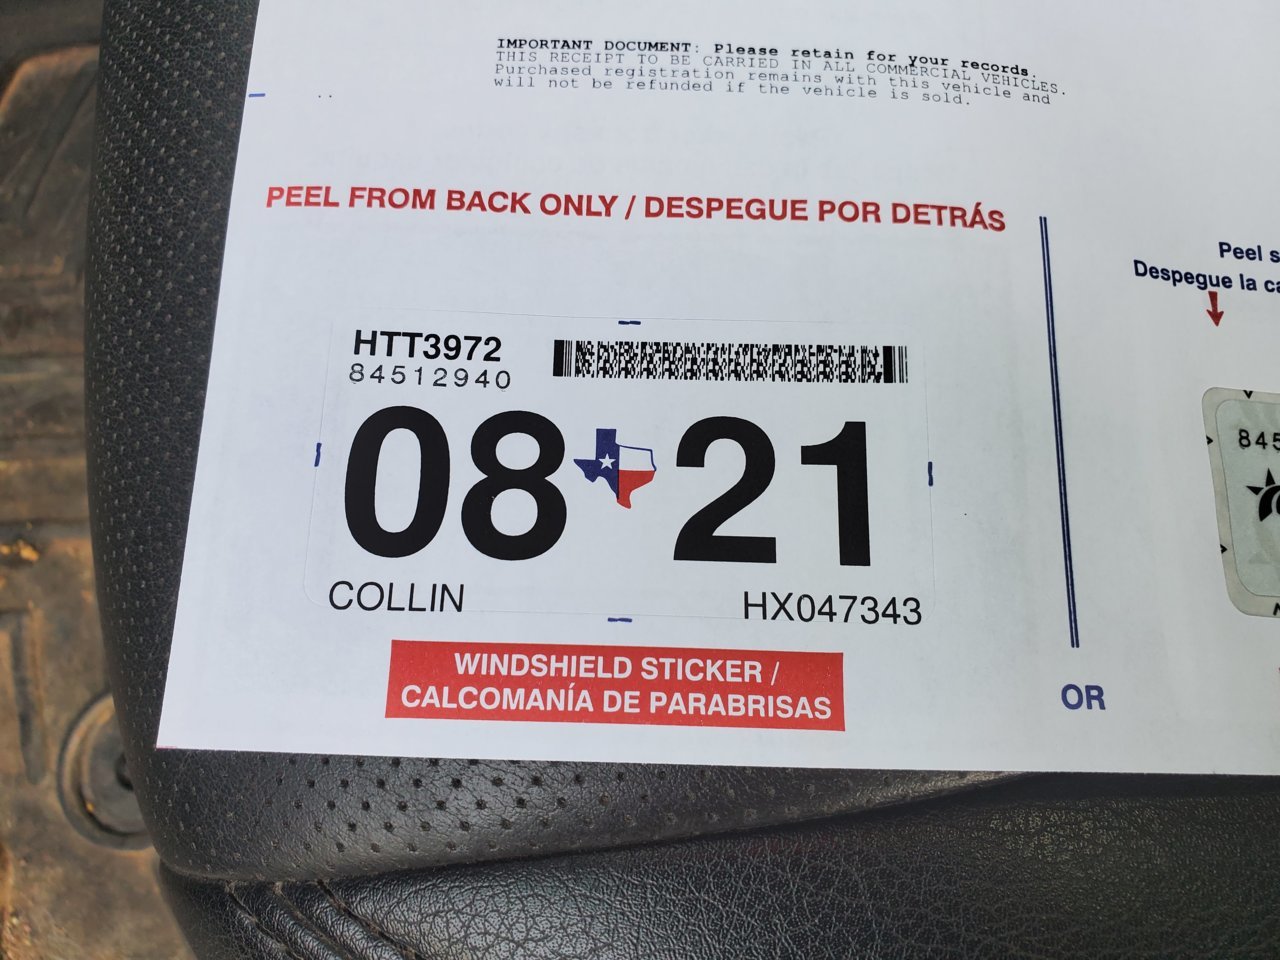 IMPORTANT DOCUMENT: Please retain for your records.
THIS RECEIPT TO BE CARRIED IN ALL COMMERCIAL VEHICLES.
Purchased registration remains with this vehicle and
will not be refunded if the vehicle is sold.
PEEL FROM BACK ONLY / DESPEGUE POR DETRÁS
HTT3972
84512940
08 21
COLLIN HX047343
WINDSHIELD STICKER /
CALCOMANÍA DE PARABRISAS
OR
Peel
Despegue la
845